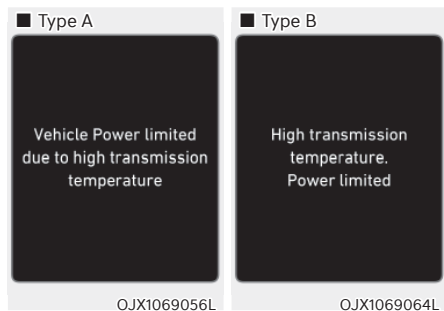 ■ Type A
Vehicle Power limited
due to high transmission
temperature
OJX1069056L
■ Type B
High transmission
temperature.
Power limited
OJX1069064L